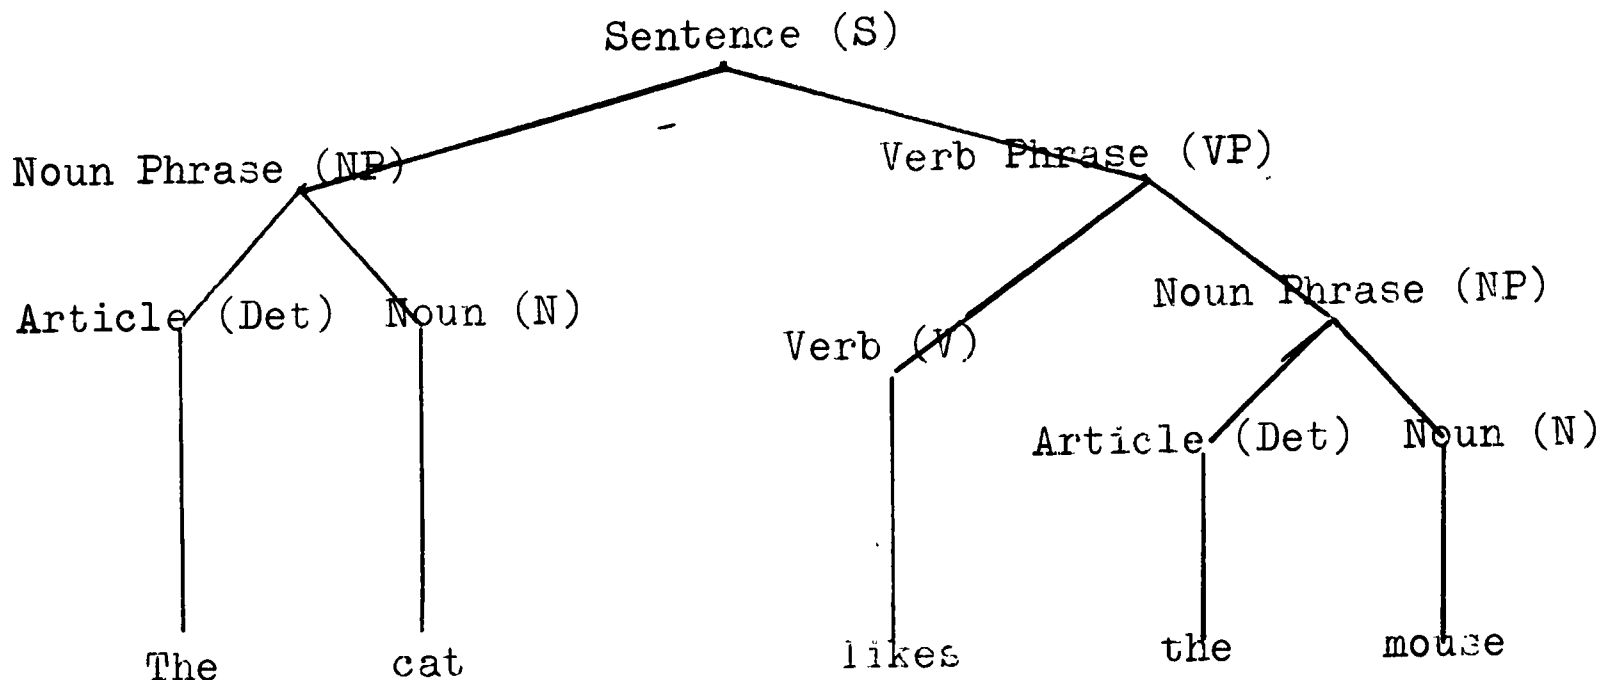 Sentence (S)
Noun Phrase (NP) Verb Phrase (VP)
Noun Phrase (NP)
Article (Det) Noun (N)
Verb (V)
Article (Det) Noun (N)
The cat likes the mouse